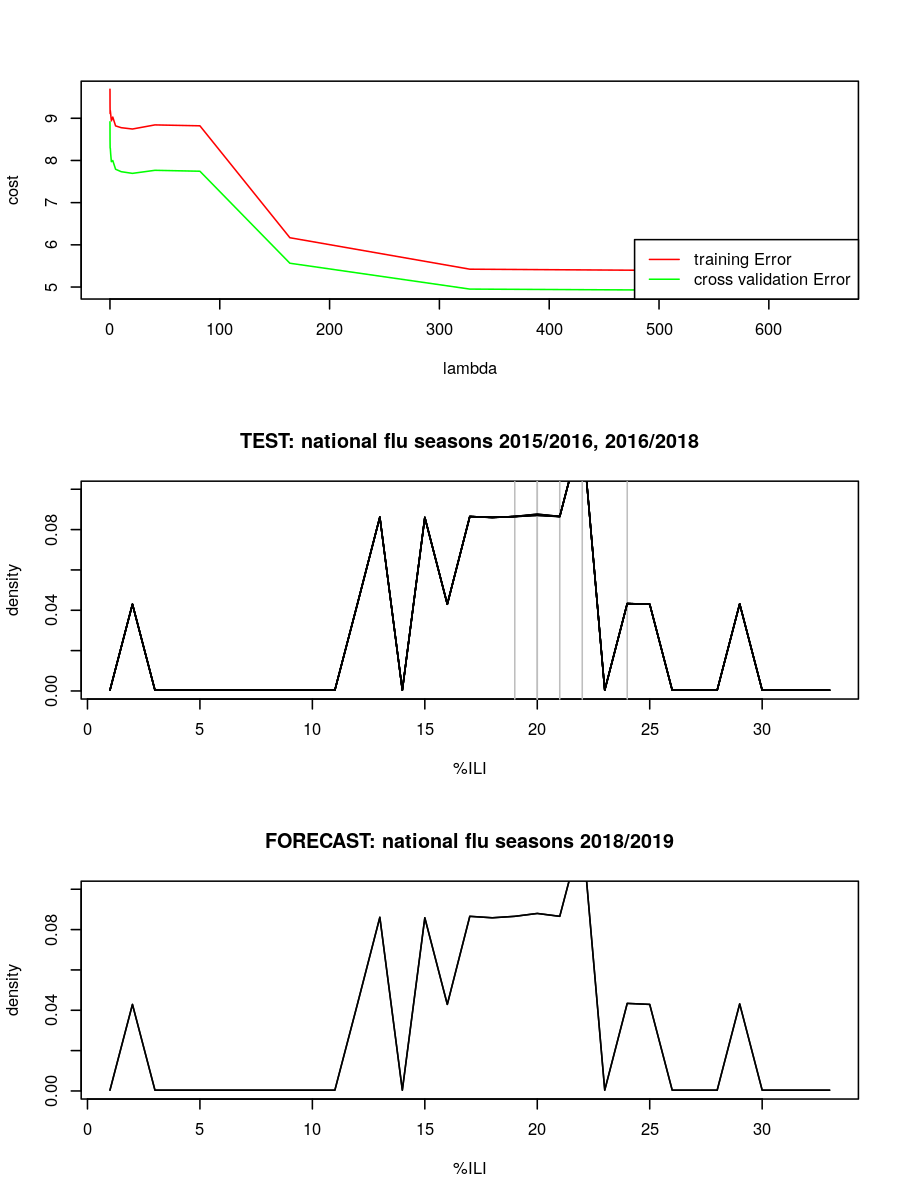 cost
9
8
7
6
5
training Error
cross validation Error
0 100 200 300 400 500 600
lambda
TEST: national flu seasons 2015/2016, 2016/2018
density
0.08
0.04
0.00
0 5 10 15 20 25 30
%ILI
FORECAST: national flu seasons 2018/2019
density
0.08
0.04
0.00
0 5 10 15 20 25 30
%ILI